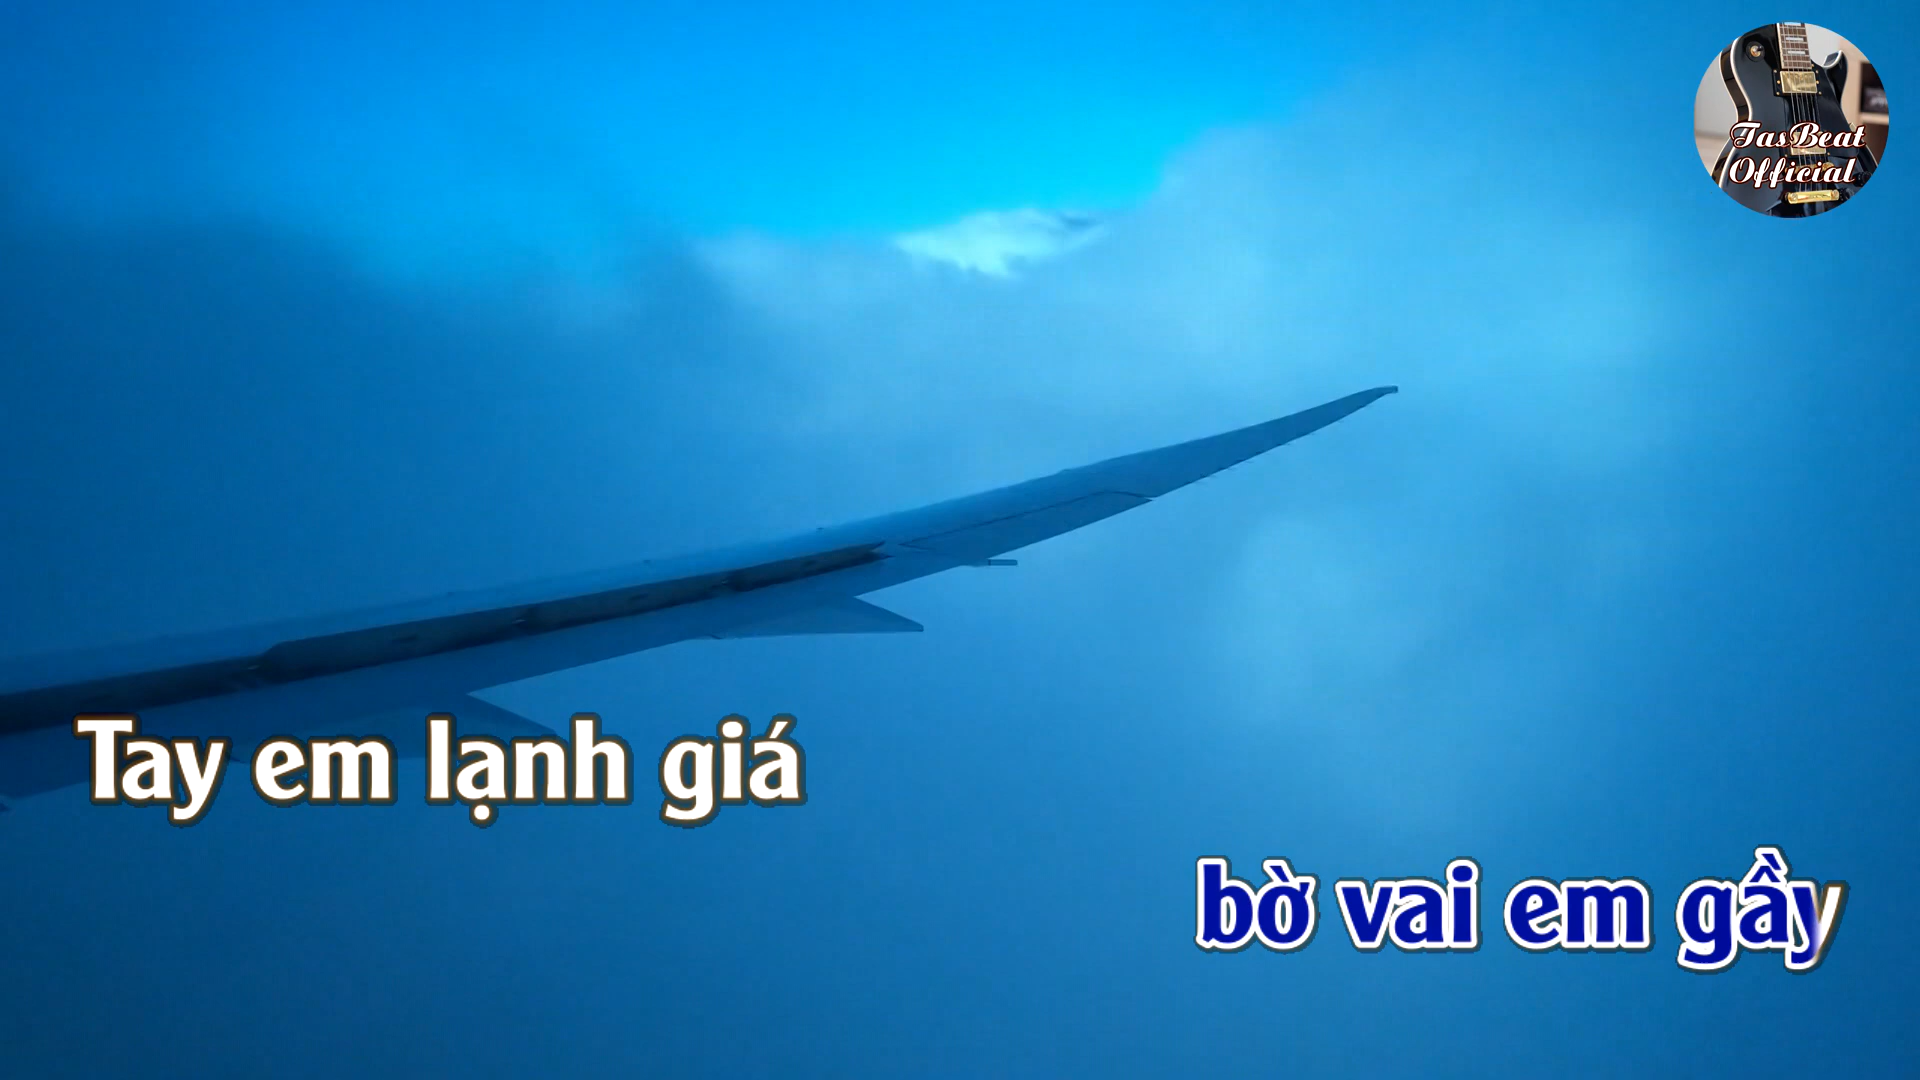 TasBeat
Official
Tay em lạnh giá
bờ vai em gầy